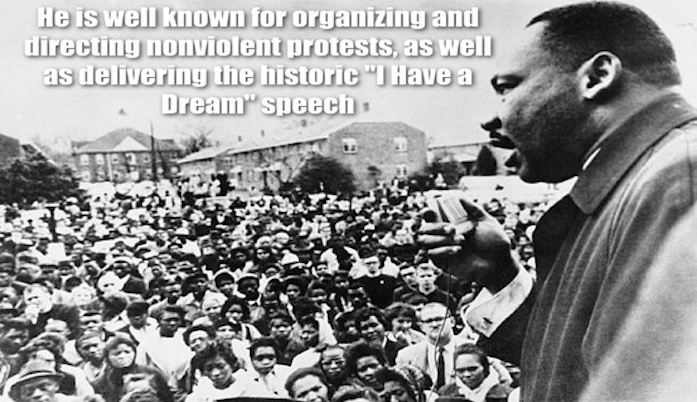 He is well known for organizing and
directing nonviolent protests, as well
as delivering the historic "I Have a
Dream" speech